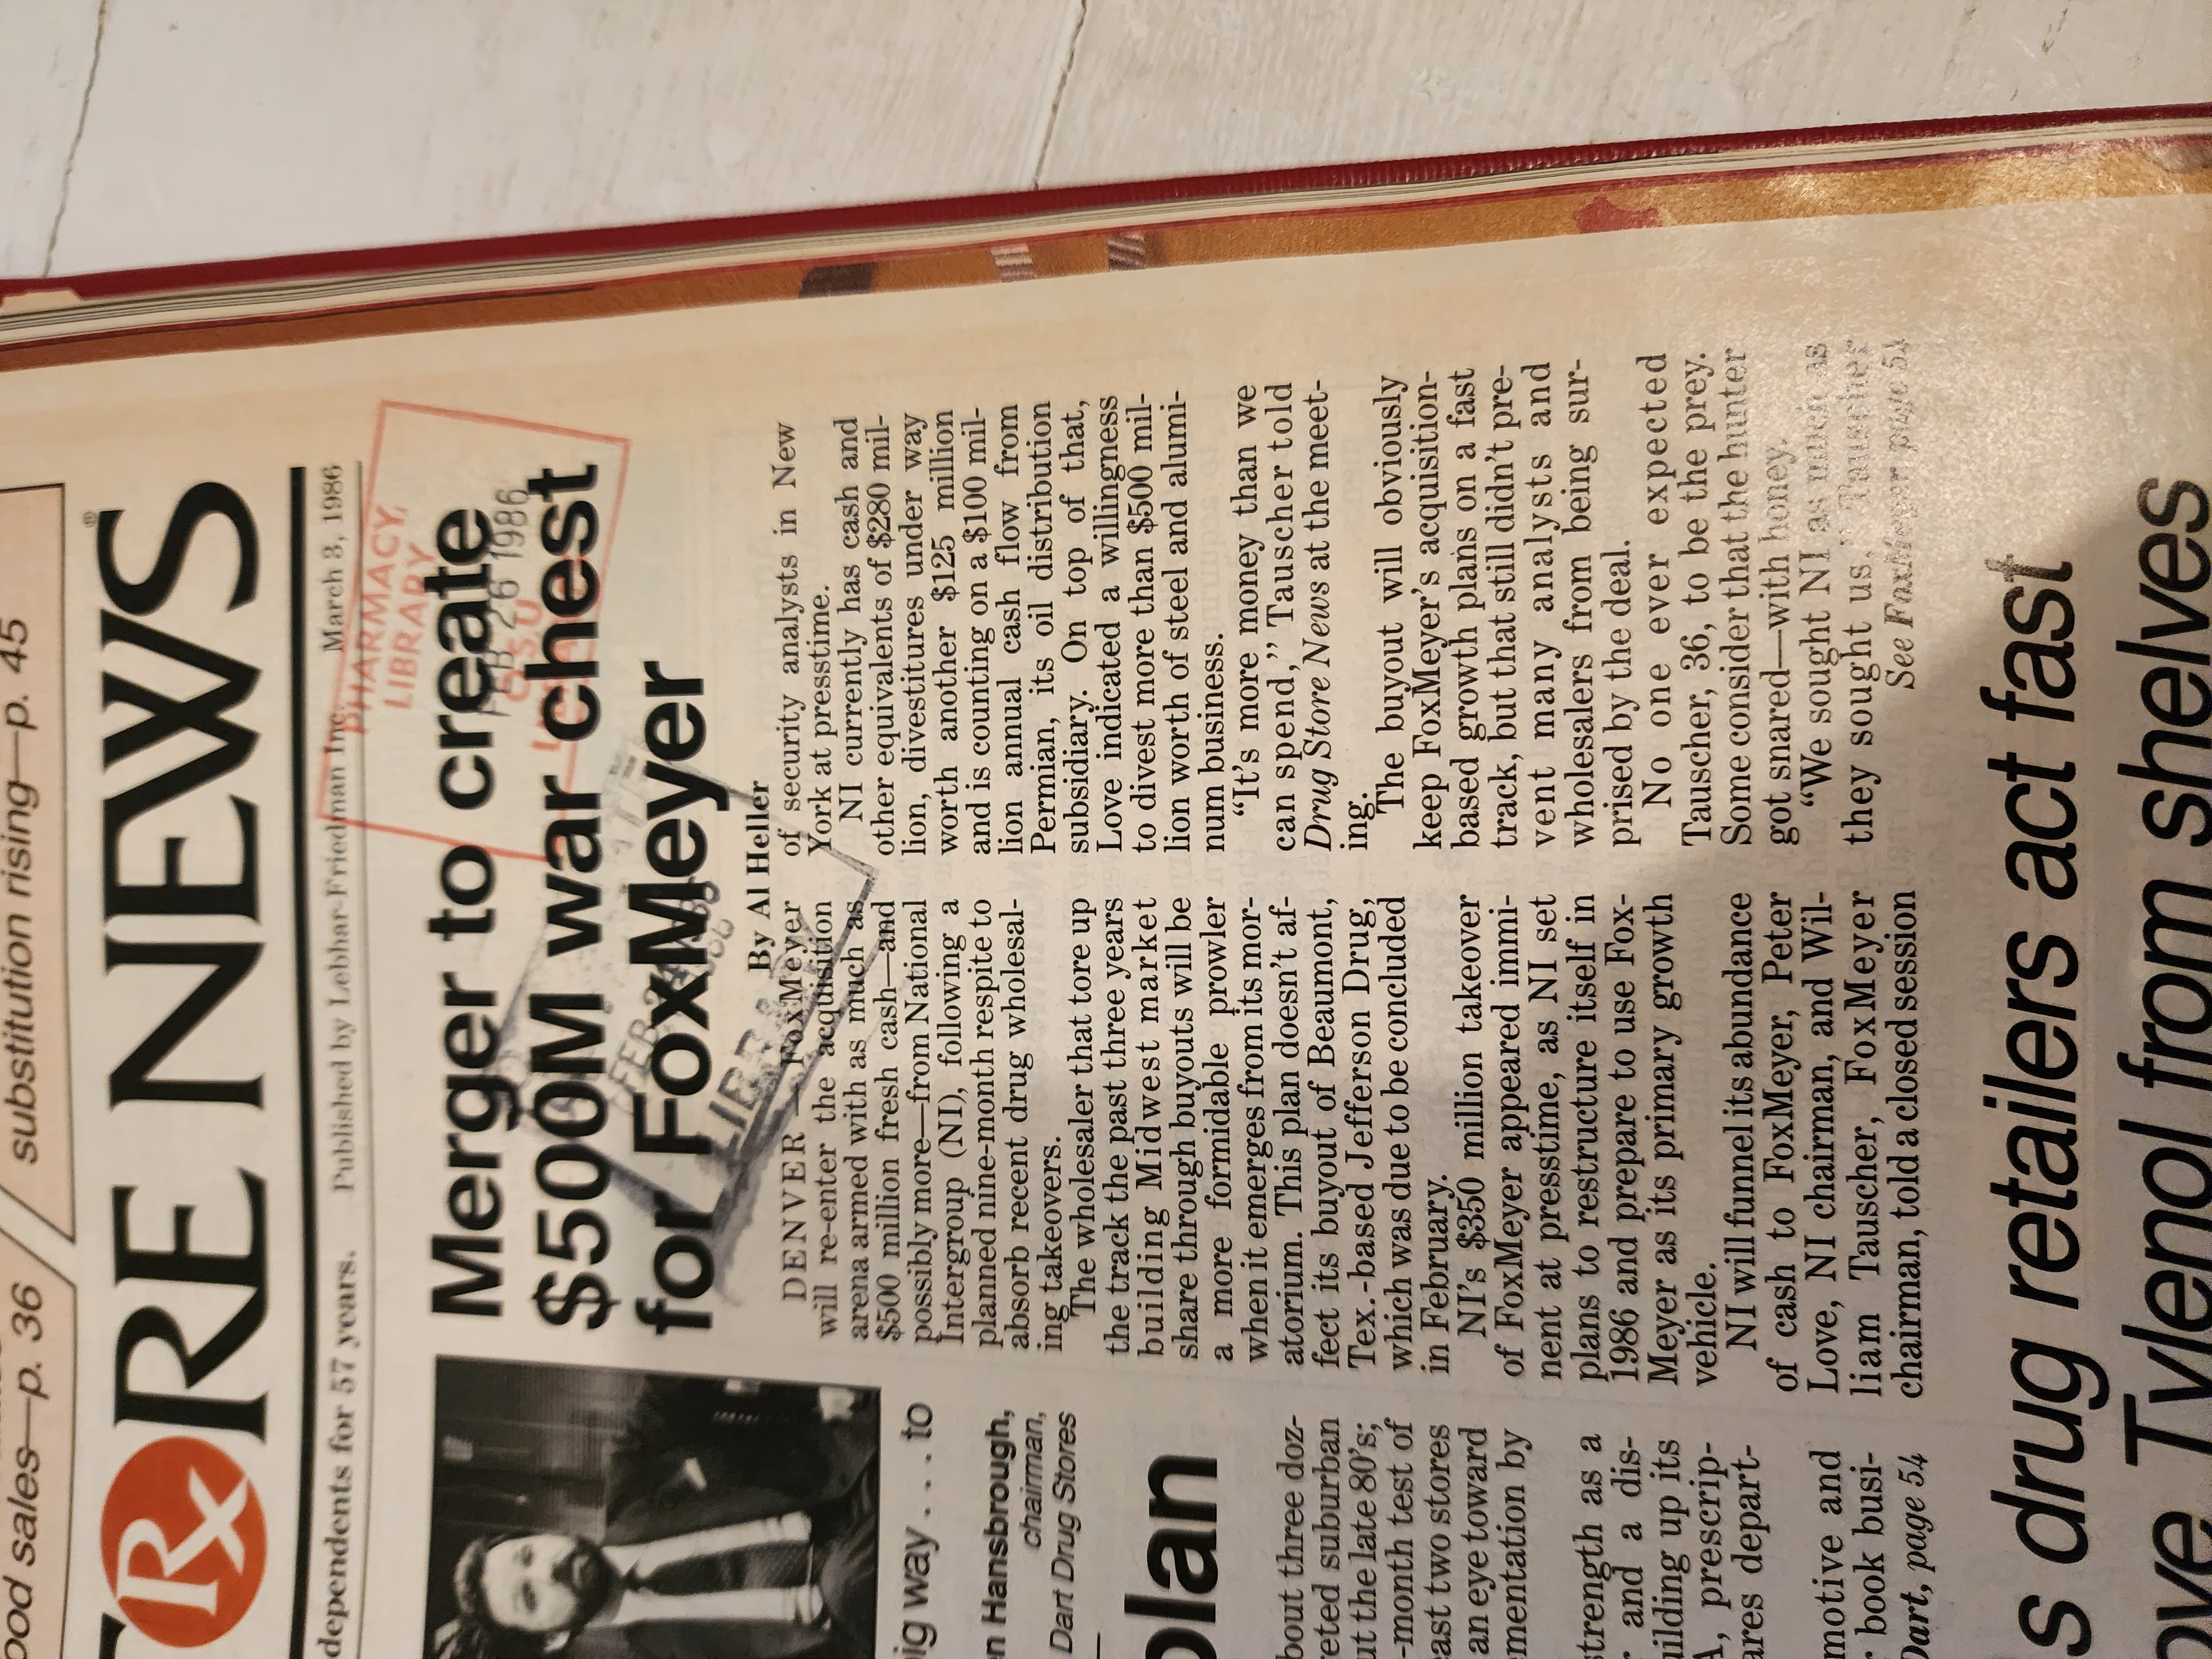 ood sales—p. 36
substitution rising—p. 45
RE NEWS®
Rx
dependents for 57 years.
Published by Lebhar-Friedman Inc.
March 3, 1986
PHARMACY
LIBRARY
FEB 26 1986
O.S.U
Merger to create
$500M war chest
for FoxMeyer
By Al Heller
DENVER—FoxMeyer
will re-enter the acquisition
arena armed with as much as
$500 million fresh cash—and
possibly more—from National
Intergroup (NI), following a
planned nine-month respite to
absorb recent drug wholesal-
ing takeovers.
The wholesaler that tore up
the track the past three years
building Midwest market
share through buyouts will be
a more formidable prowler
when it emerges from its mor-
atorium. This plan doesn't af-
fect its buyout of Beaumont,
Tex.-based Jefferson Drug,
which was due to be concluded
in February.
NI's $350 million takeover
of FoxMeyer appeared immi-
nent at presstime, as NI set
plans to restructure itself in
1986 and prepare to use Fox-
Meyer as its primary growth
vehicle.
NI will funnel its abundance
of cash to FoxMeyer, Peter
Love, NI chairman, and Wil-
liam Tauscher, FoxMeyer
chairman, told a closed session
of security analysts in New
York at presstime.
NI currently has cash and
other equivalents of $280 mil-
lion, divestitures under way
worth another $125 million
and is counting on a $100 mil-
lion annual cash flow from
Permian, its oil distribution
subsidiary. On top of that,
Love indicated a willingness
to divest more than $500 mil-
lion worth of steel and alumi-
num business.
"It's more money than we
can spend," Tauscher told
Drug Store News at the meet-
ing.
The buyout will obviously
keep FoxMeyer's acquisition-
based growth plans on a fast
track, but that still didn't pre-
vent many analysts and
wholesalers from being sur-
prised by the deal.
No one ever expected
Tauscher, 36, to be the prey.
Some consider that the hunter
got snared—with honey.
"We sought NI as much as
they sought us," Tauscher
See FoxMeyer, page 54
ig way . . . to
n Hansbrough,
chairman,
Dart Drug Stores
plan
bout three doz-
reted suburban
ut the late 80's;
-month test of
east two stores
an eye toward
mentation by
strength as a
r and a dis-
uilding up its
A, prescrip-
ares depart-
motive and
r book busi-
Dart, page 54
s drug retailers act fast
ove Tylenol from shelves